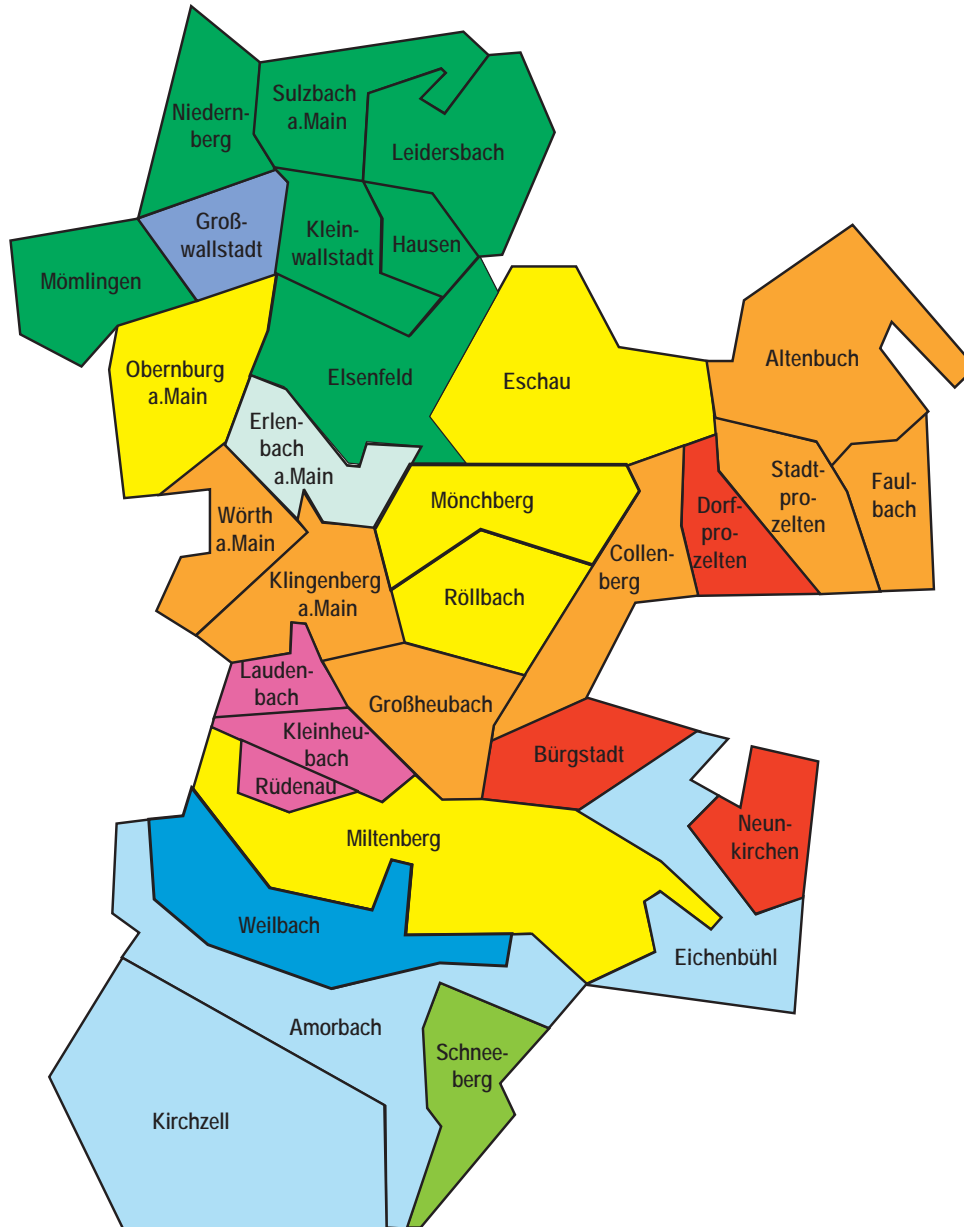 Niedern-
berg
Sulzbach
a.Main
Leidersbach
Groß-
wallstadt
Klein-
wallstadt
Hausen
Mömlingen
Obernburg
a.Main
Elsenfeld
Eschau
Altenbuch
Erlen-
bach
a.Main
Mönchberg
Stadt-
pro-
zelten
Faul-
bach
Dorf-
pro-
zelten
Wörth
a.Main
Collen-
berg
Klingenberg
a.Main
Röllbach
Lauden-
bach
Großheubach
Kleinheu-
bach
Rüdenau
Bürgstadt
Miltenberg
Neun-
kirchen
Weilbach
Eichenbühl
Amorbach
Schnee-
berg
Kirchzell